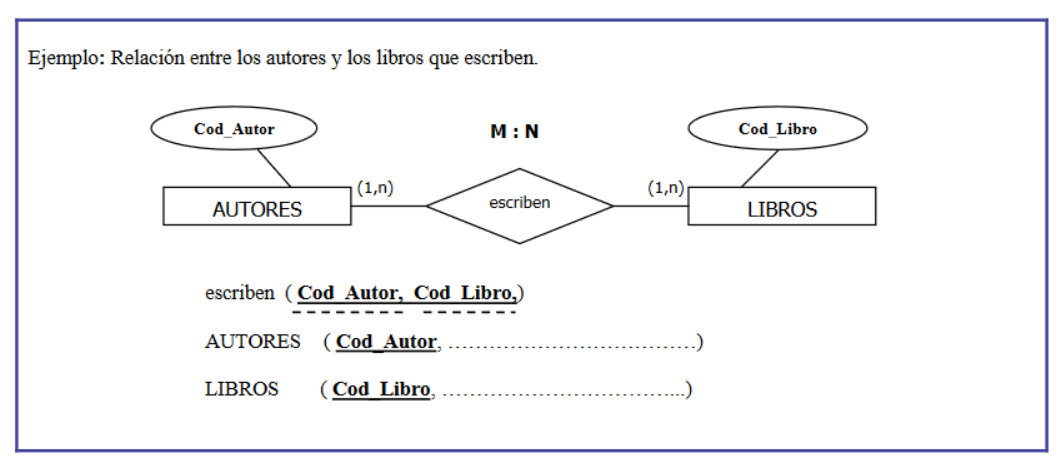 Ejemplo: Relación entre los autores y los libros que escriben.
Cod_Autor M : N Cod_Libro
(1,n) (1,n)
AUTORES escriben LIBROS
escriben ( Cod_Autor, Cod_Libro,)
AUTORES ( Cod_Autor, ……………………………….)
LIBROS ( Cod_Libro, ……………………………...)